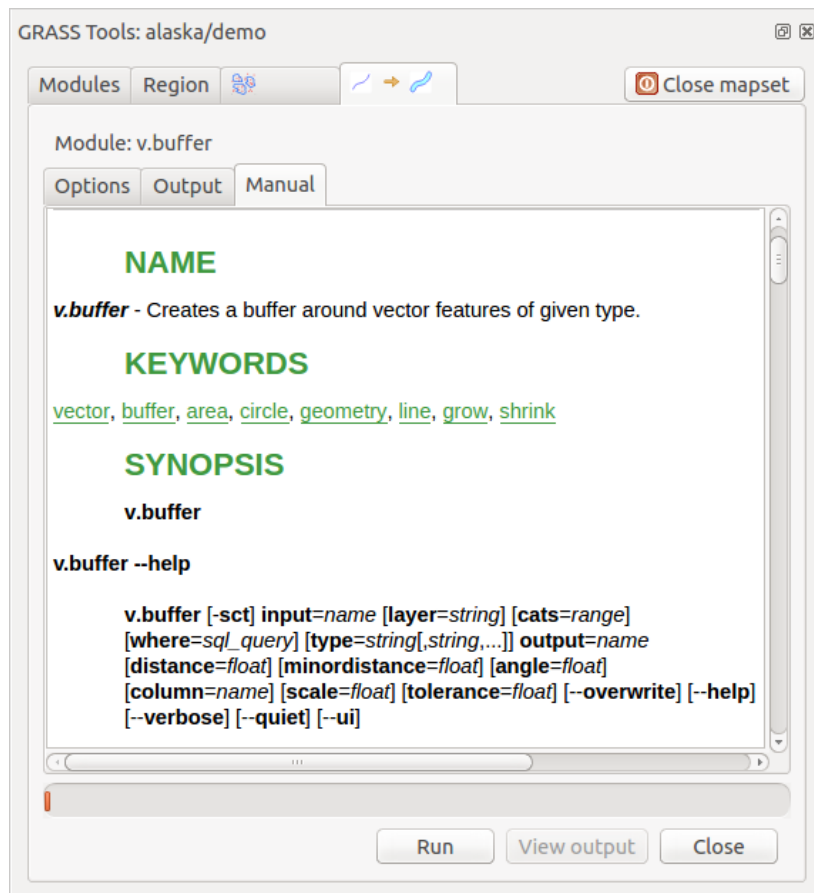 GRASS Tools: alaska/demo
Modules Region Close mapset
Module: v.buffer
Options Output Manual
NAME
v.buffer - Creates a buffer around vector features of given type.
KEYWORDS
vector, buffer, area, circle, geometry, line, grow, shrink
SYNOPSIS
v.buffer
v.buffer --help
v.buffer [-sct] input=name [layer=string] [cats=range]
[where=sql_query] [type=string[,string,...]] output=name
[distance=float] [minordistance=float] [angle=float]
[column=name] [scale=float] [tolerance=float] [--overwrite] [--help]
[--verbose] [--quiet] [--ui]
Run View output Close